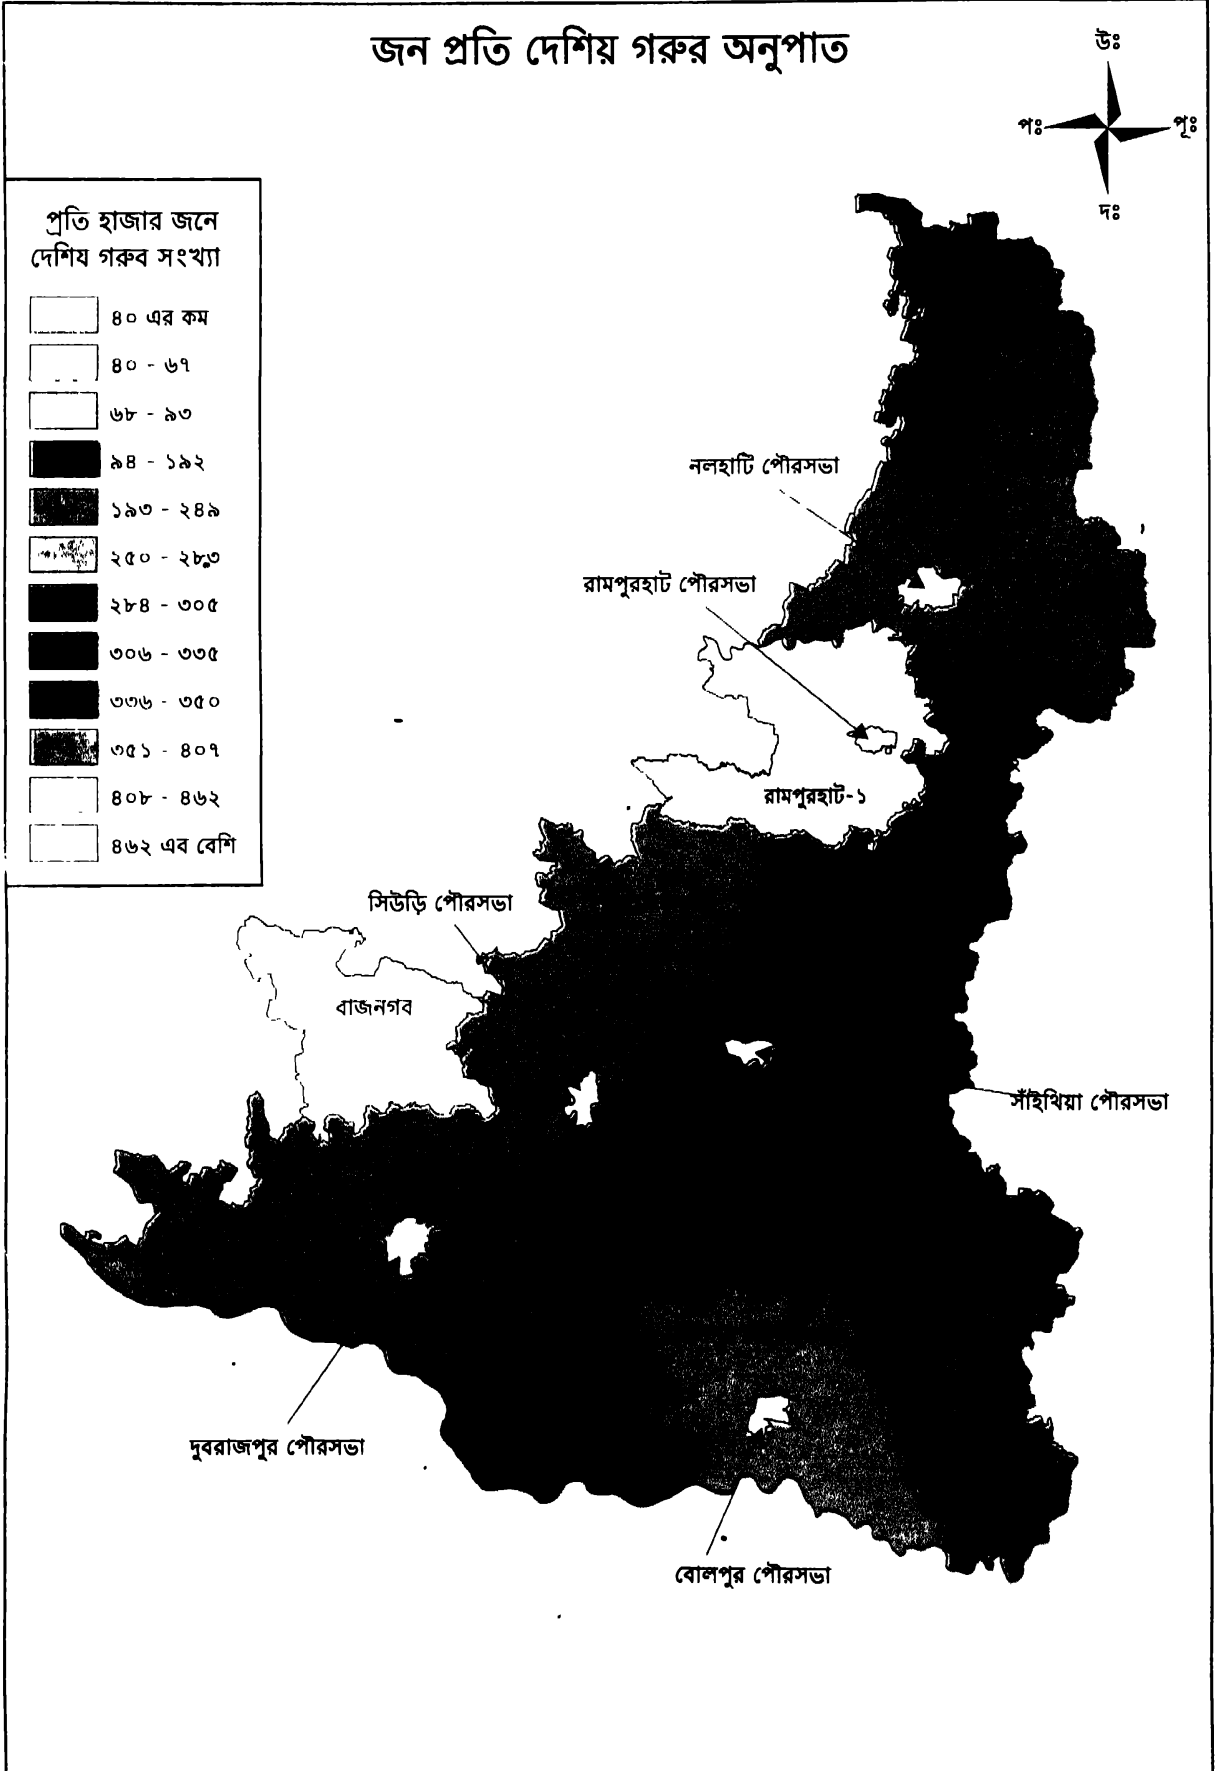 জন প্রতি দেশিয় গরুর অনুপাত
উঃ
পঃ
পূঃ
দঃ
প্রতি হাজার জনে
দেশিয গরুব সংখ্যা
৪০ এর কম
৪০ - ৬৭
৬৮ - ৯৩
৯৪ - ১৯২
১৯৩ - ২৪৯
২৫০ - ২৮৩
২৮৪ - ৩০৫
৩০৬ - ৩৩৫
৩৩৬ - ৩৫০
৩৫১ - ৪০৭
৪০৮ - ৪৬২
৪৬২ এব বেশি
নলহাটি পৌরসভা
রামপুরহাট পৌরসভা
রামপুরহাট-১
সিউড়ি পৌরসভা
বাজনগব
সাঁইথিয়া পৌরসভা
দুবরাজপুর পৌরসভা
বোলপুর পৌরসভা